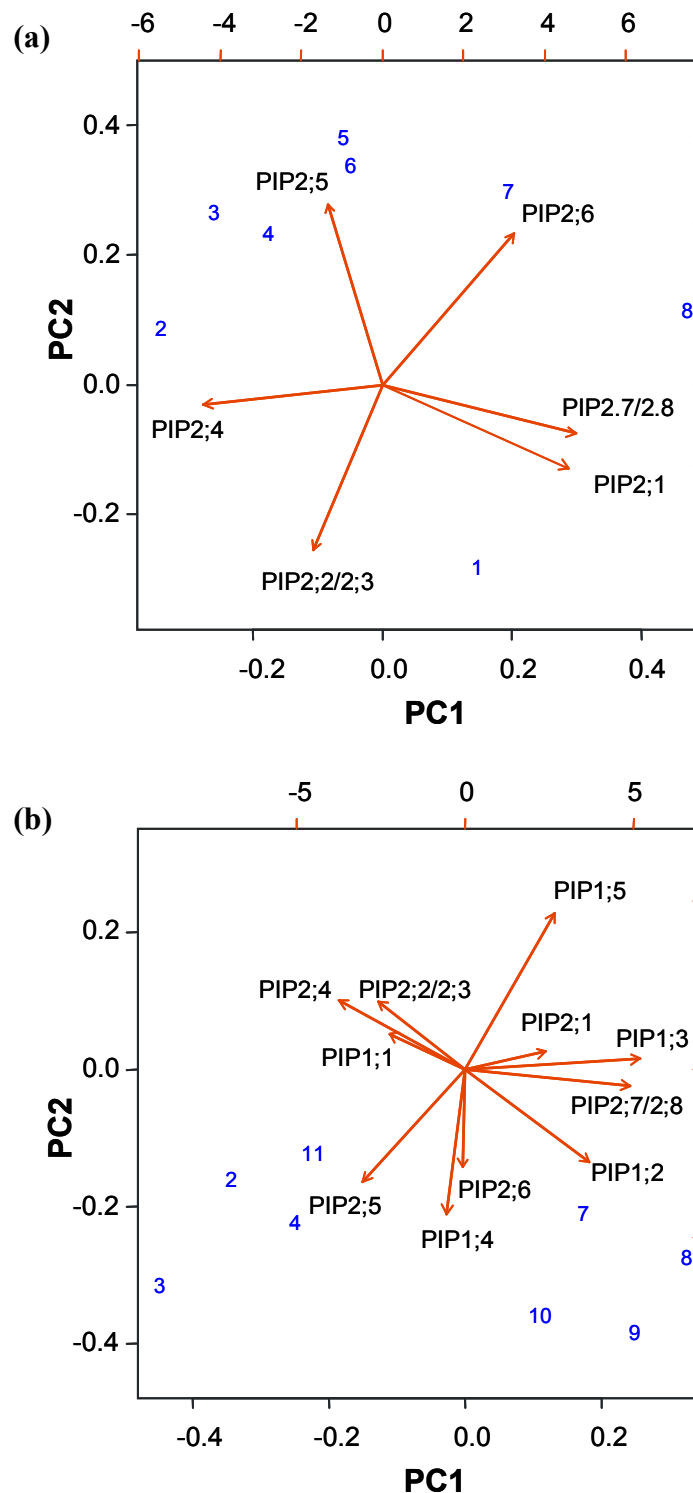 (a)
-6 -4 -2 0 2 4 6
0.4
5
6
PIP2;5
7
3
PIP2;6
4
0.2
8
2
PC2
0.0
PIP2.7/2.8
PIP2;4
PIP2;1
-0.2
1
PIP2;2/2;3
-0.2 0.0 0.2 0.4
PC1
(b)
-5 0 5
PIP1;5
0.2
PIP2;4 PIP2;2/2;3
PIP2;1
PIP1;3
PIP1;1
0.0
PIP2;7/2;8
PC2
11
PIP1;2
2
PIP2;6
-0.2
PIP2;5
7
4
PIP1;4
8
3
10
9
-0.4
-0.4 -0.2 0.0 0.2
PC1